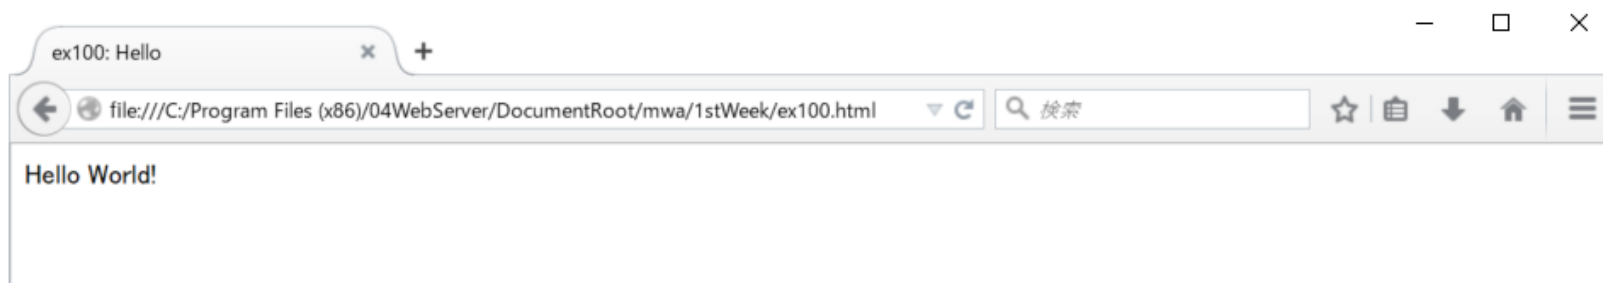 ex100: Hello
file:///C:/Program Files (x86)/04WebServer/DocumentRoot/mwa/1stWeek/ex100.html
検索
Hello World!